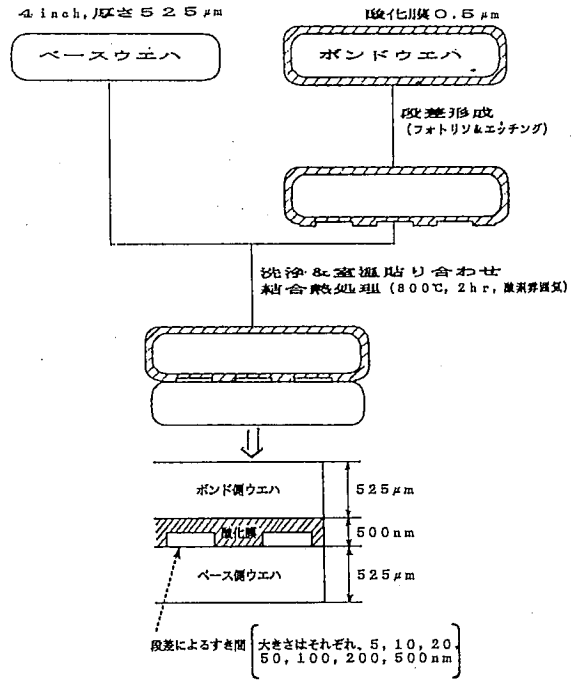 4inch,厚さ525μm
酸化膜0.5μm
ベースウエハ
ボンドウエハ
段差形成
(フォトリソ&エッチング)
洗浄&室温貼り合わせ
結合熱処理(800℃,2hr,酸素雰囲気)
ボンド側ウエハ
525μm
酸化膜
500nm
ベース側ウエハ
525μm
段差によるすき間
大きさはそれぞれ、5,10,20,
50,100,200,500nm